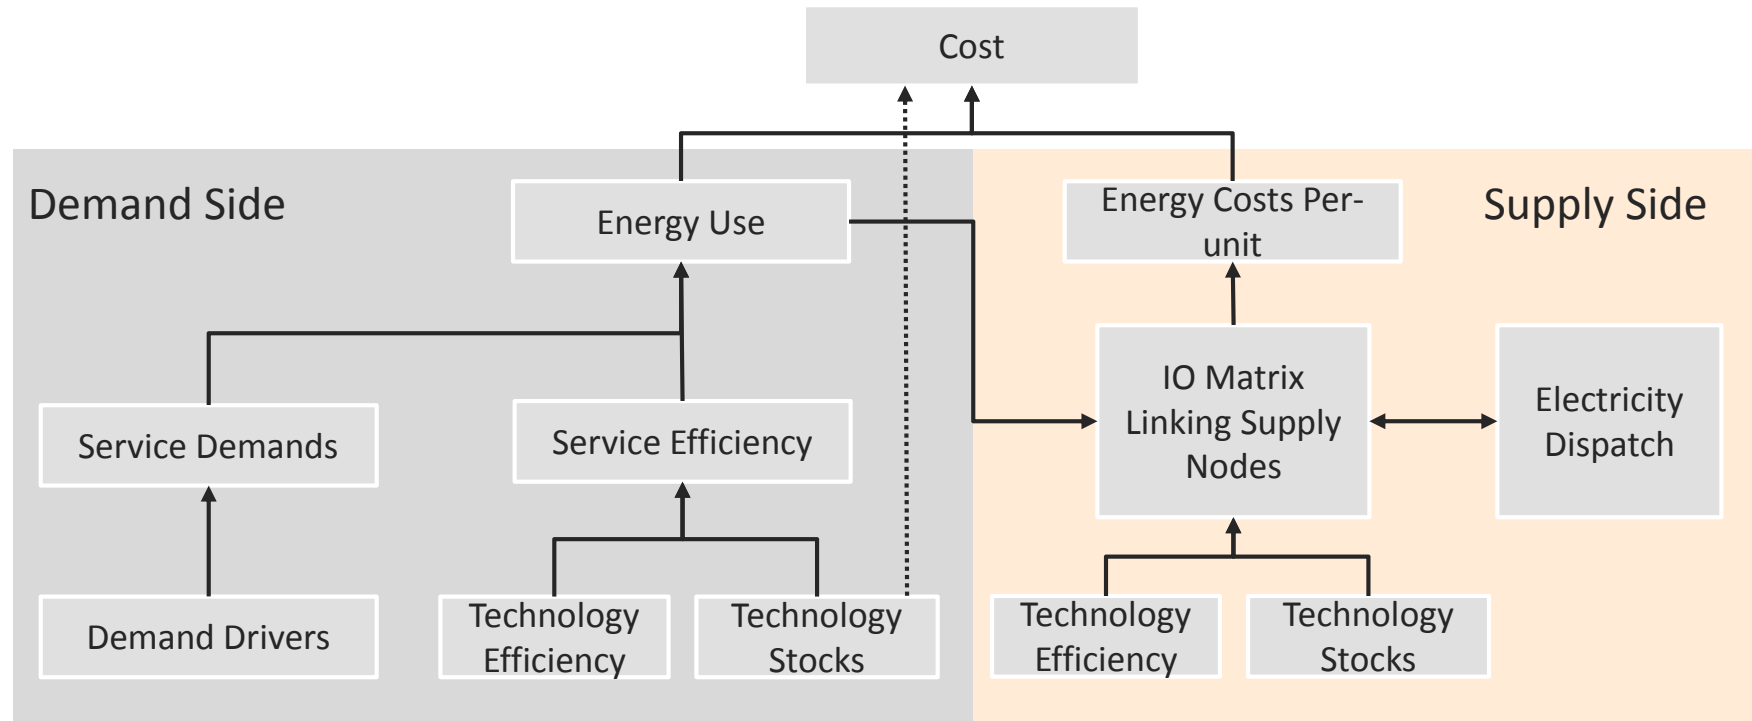 Cost
Demand Side
Energy Use
Energy Costs Per-
unit
Supply Side
Service Demands
Service Efficiency
IO Matrix
Linking Supply
Nodes
Electricity
Dispatch
Demand Drivers
Technology
Efficiency
Technology
Stocks
Technology
Efficiency
Technology
Stocks